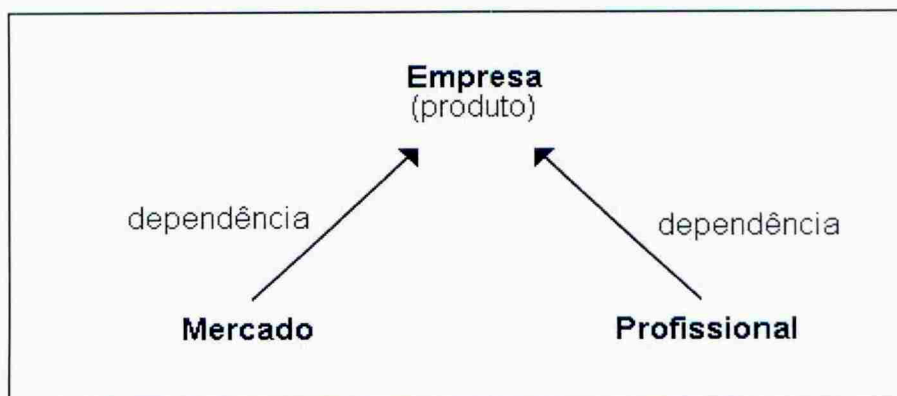 Empresa
(produto)
dependência
dependência
Mercado
Profissional